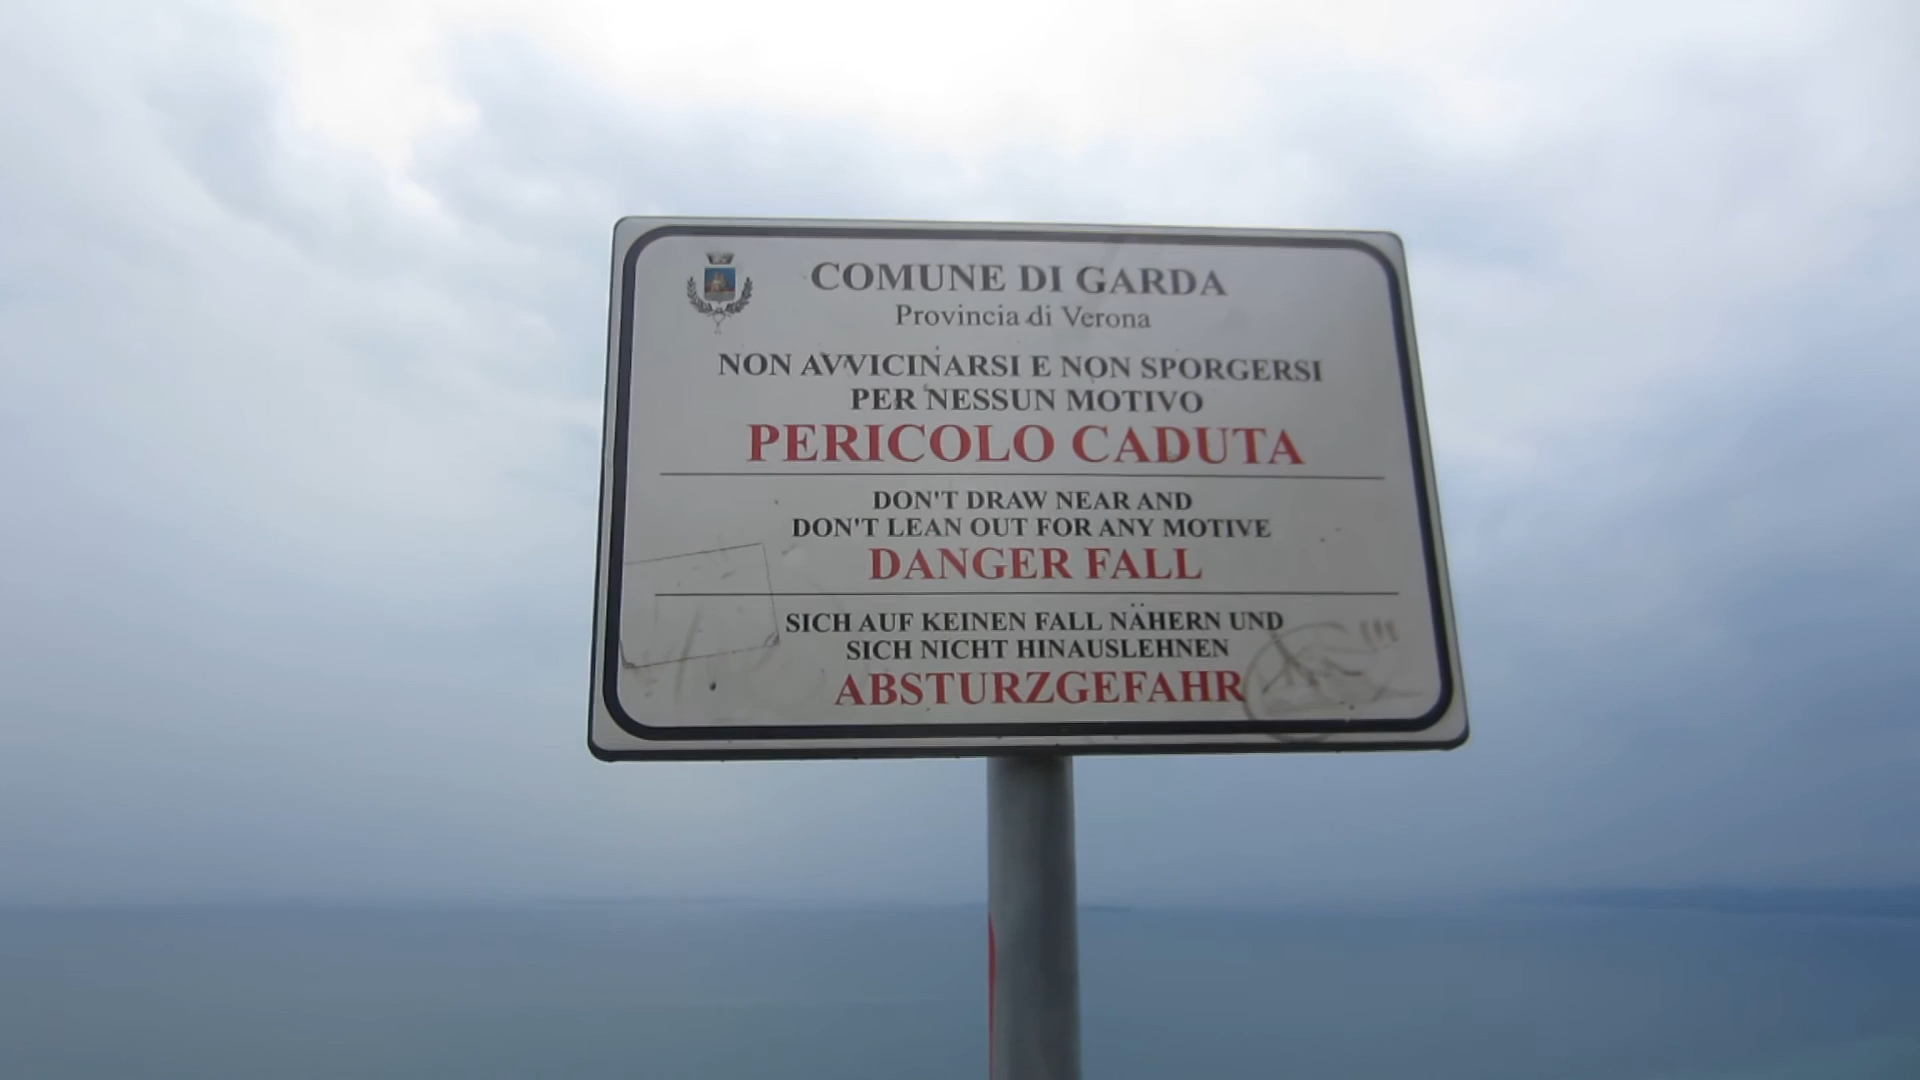 COMUNE DI GARDA
Provincia di Verona
NON AVVICINARSI E NON SPORGERSI
PER NESSUN MOTIVO
PERICOLO CADUTA
DON'T DRAW NEAR AND
DON'T LEAN OUT FOR ANY MOTIVE
DANGER FALL
SICH AUF KEINEN FALL NÄHERN UND
SICH NICHT HINAUSLEHNEN
ABSTURZGEFAHR